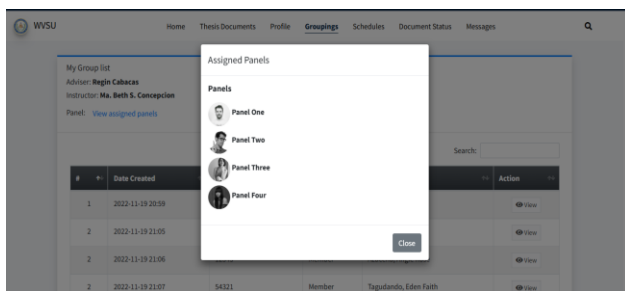 WVSU Home Thesis Documents Profile Groupings Schedules Document Status Messages
My Group list
Adviser: Regin Cabacas
Instructor: Ma. Beth S. Concepcion
Panel: View assigned panels
Assigned Panels
Panels
Panel One
Panel Two
Panel Three
Panel Four
Close
Search:
# Date Created Action
1 2022-11-19 20:59 View
2 2022-11-19 21:05 View
2 2022-11-19 21:06 View
2 2022-11-19 21:07 54321 Member Tagudando, Eden Faith View